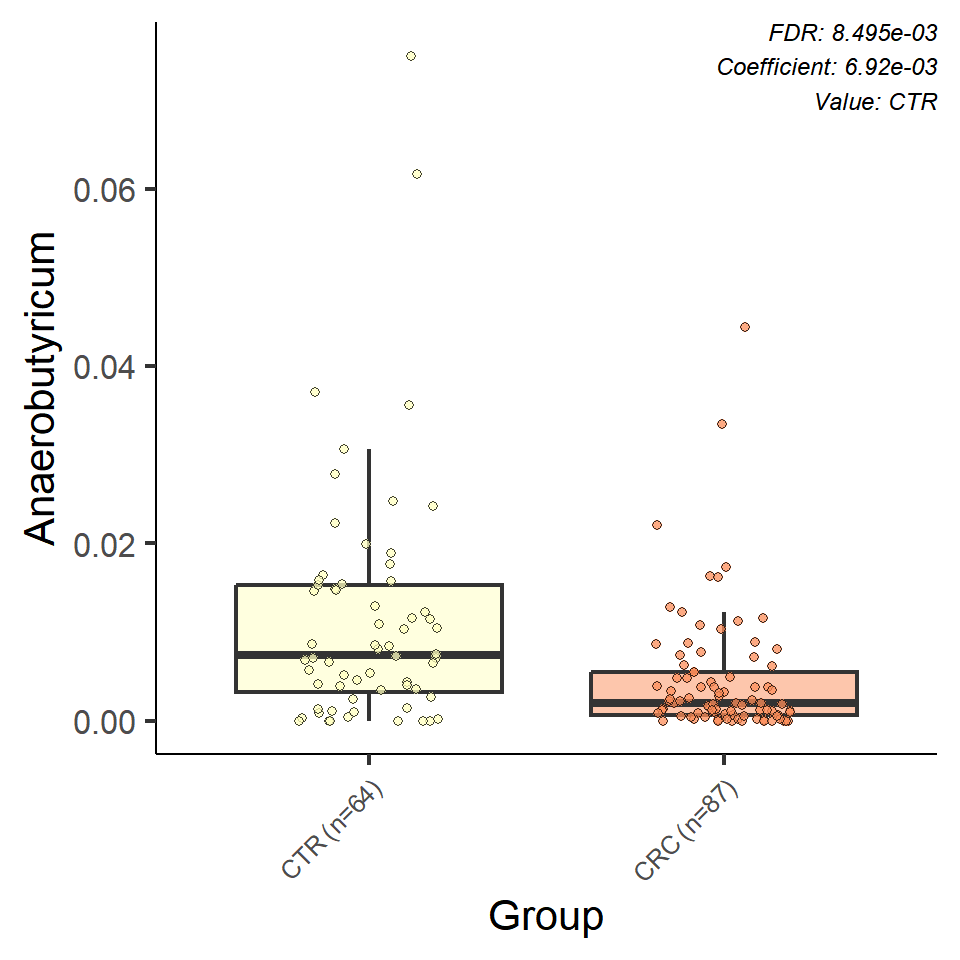 FDR: 8.495e-03
Coefficient: 6.92e-03
Value: CTR
Anaerobutyricum
0.06
0.04
0.02
0.00
CTR (n=64)
CRC (n=87)
Group